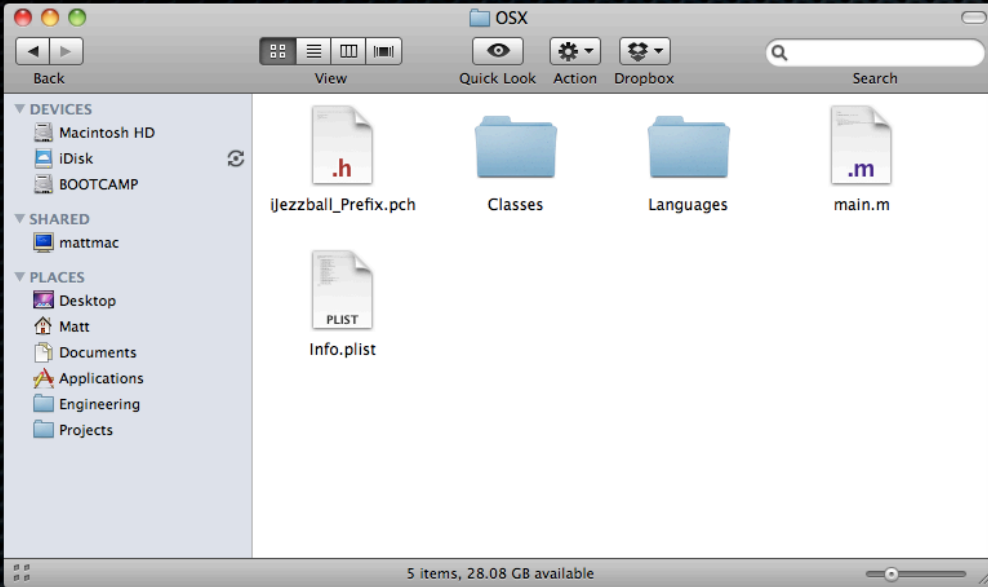 OSX
Back
View
Quick Look
Action
Dropbox
Search
DEVICES
Macintosh HD
iDisk
BOOTCAMP
SHARED
mattmac
PLACES
Desktop
Matt
Documents
Applications
Engineering
Projects
.h
iJezzball_Prefix.pch
Classes
Languages
.m
main.m
PLIST
Info.plist
5 items, 28.08 GB available